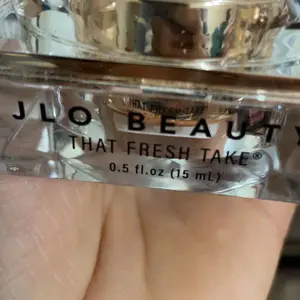 JLO BEAUTY
THAT FRESH TAKE®
0.5 fl.oz (15 mL)